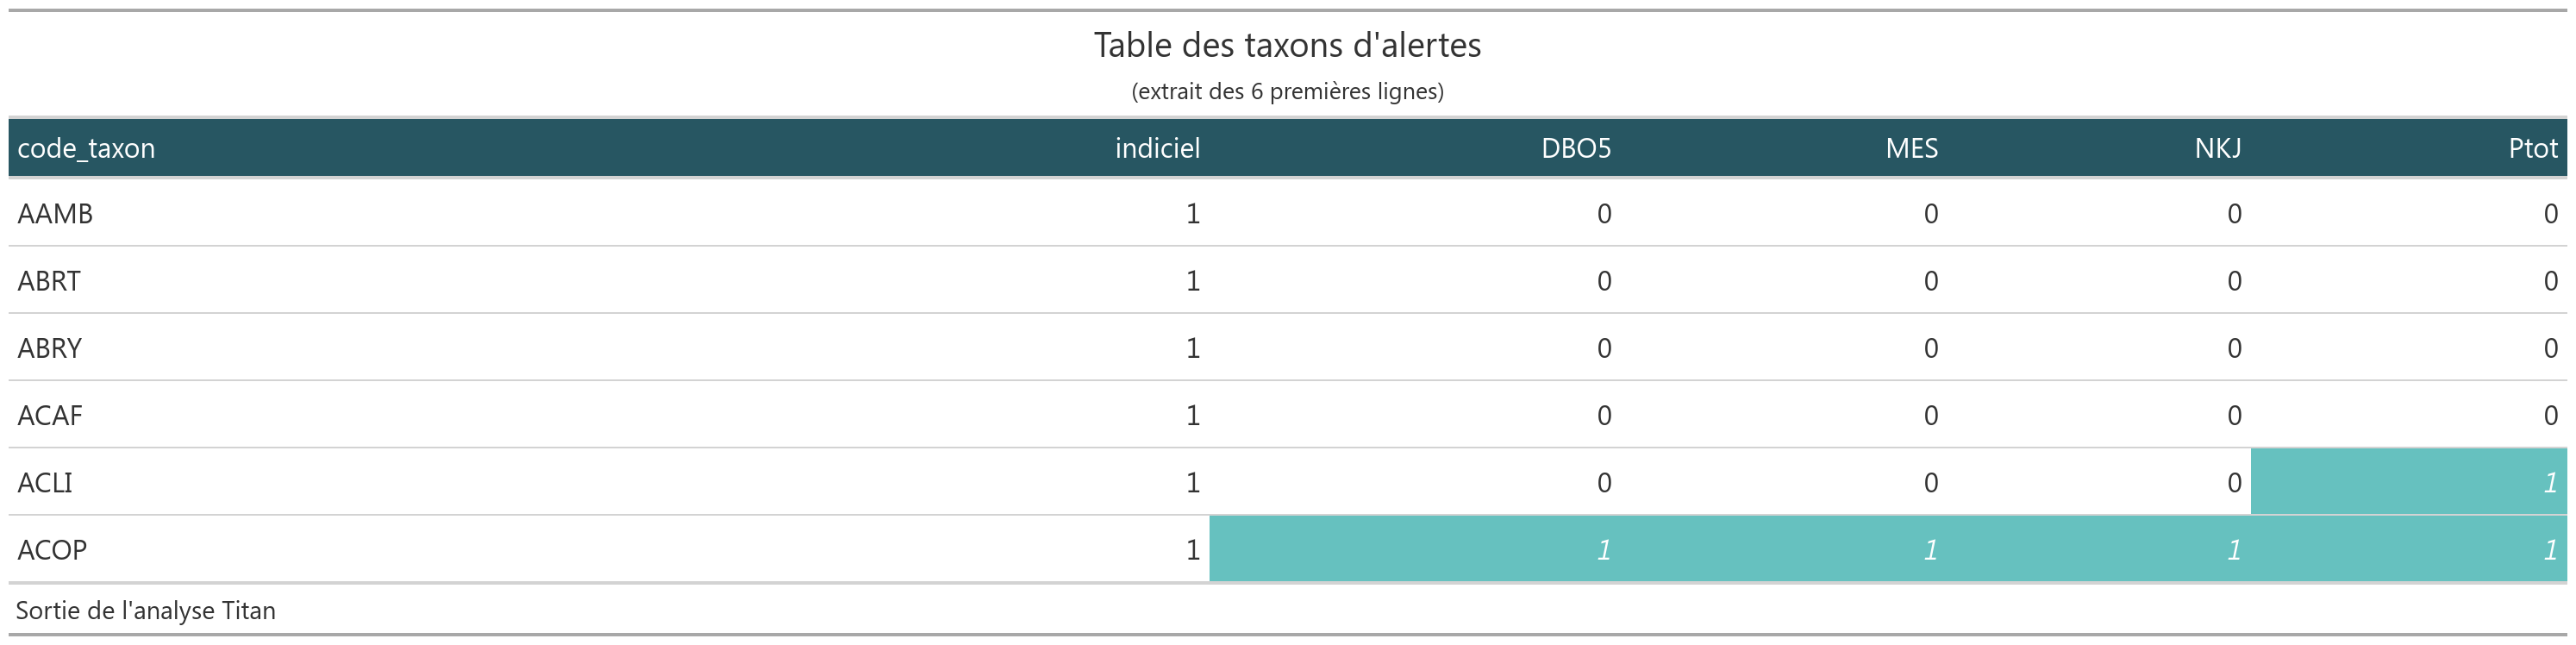 Table des taxons d'alertes
(extrait des 6 premières lignes)
code_taxon indiciel DBO5 MES NKJ Ptot
AAMB 1 0 0 0 0
ABRT 1 0 0 0 0
ABRY 1 0 0 0 0
ACAF 1 0 0 0 0
ACLI 1 0 0 0 1
ACOP 1 1 1 1 1
Sortie de l'analyse Titan